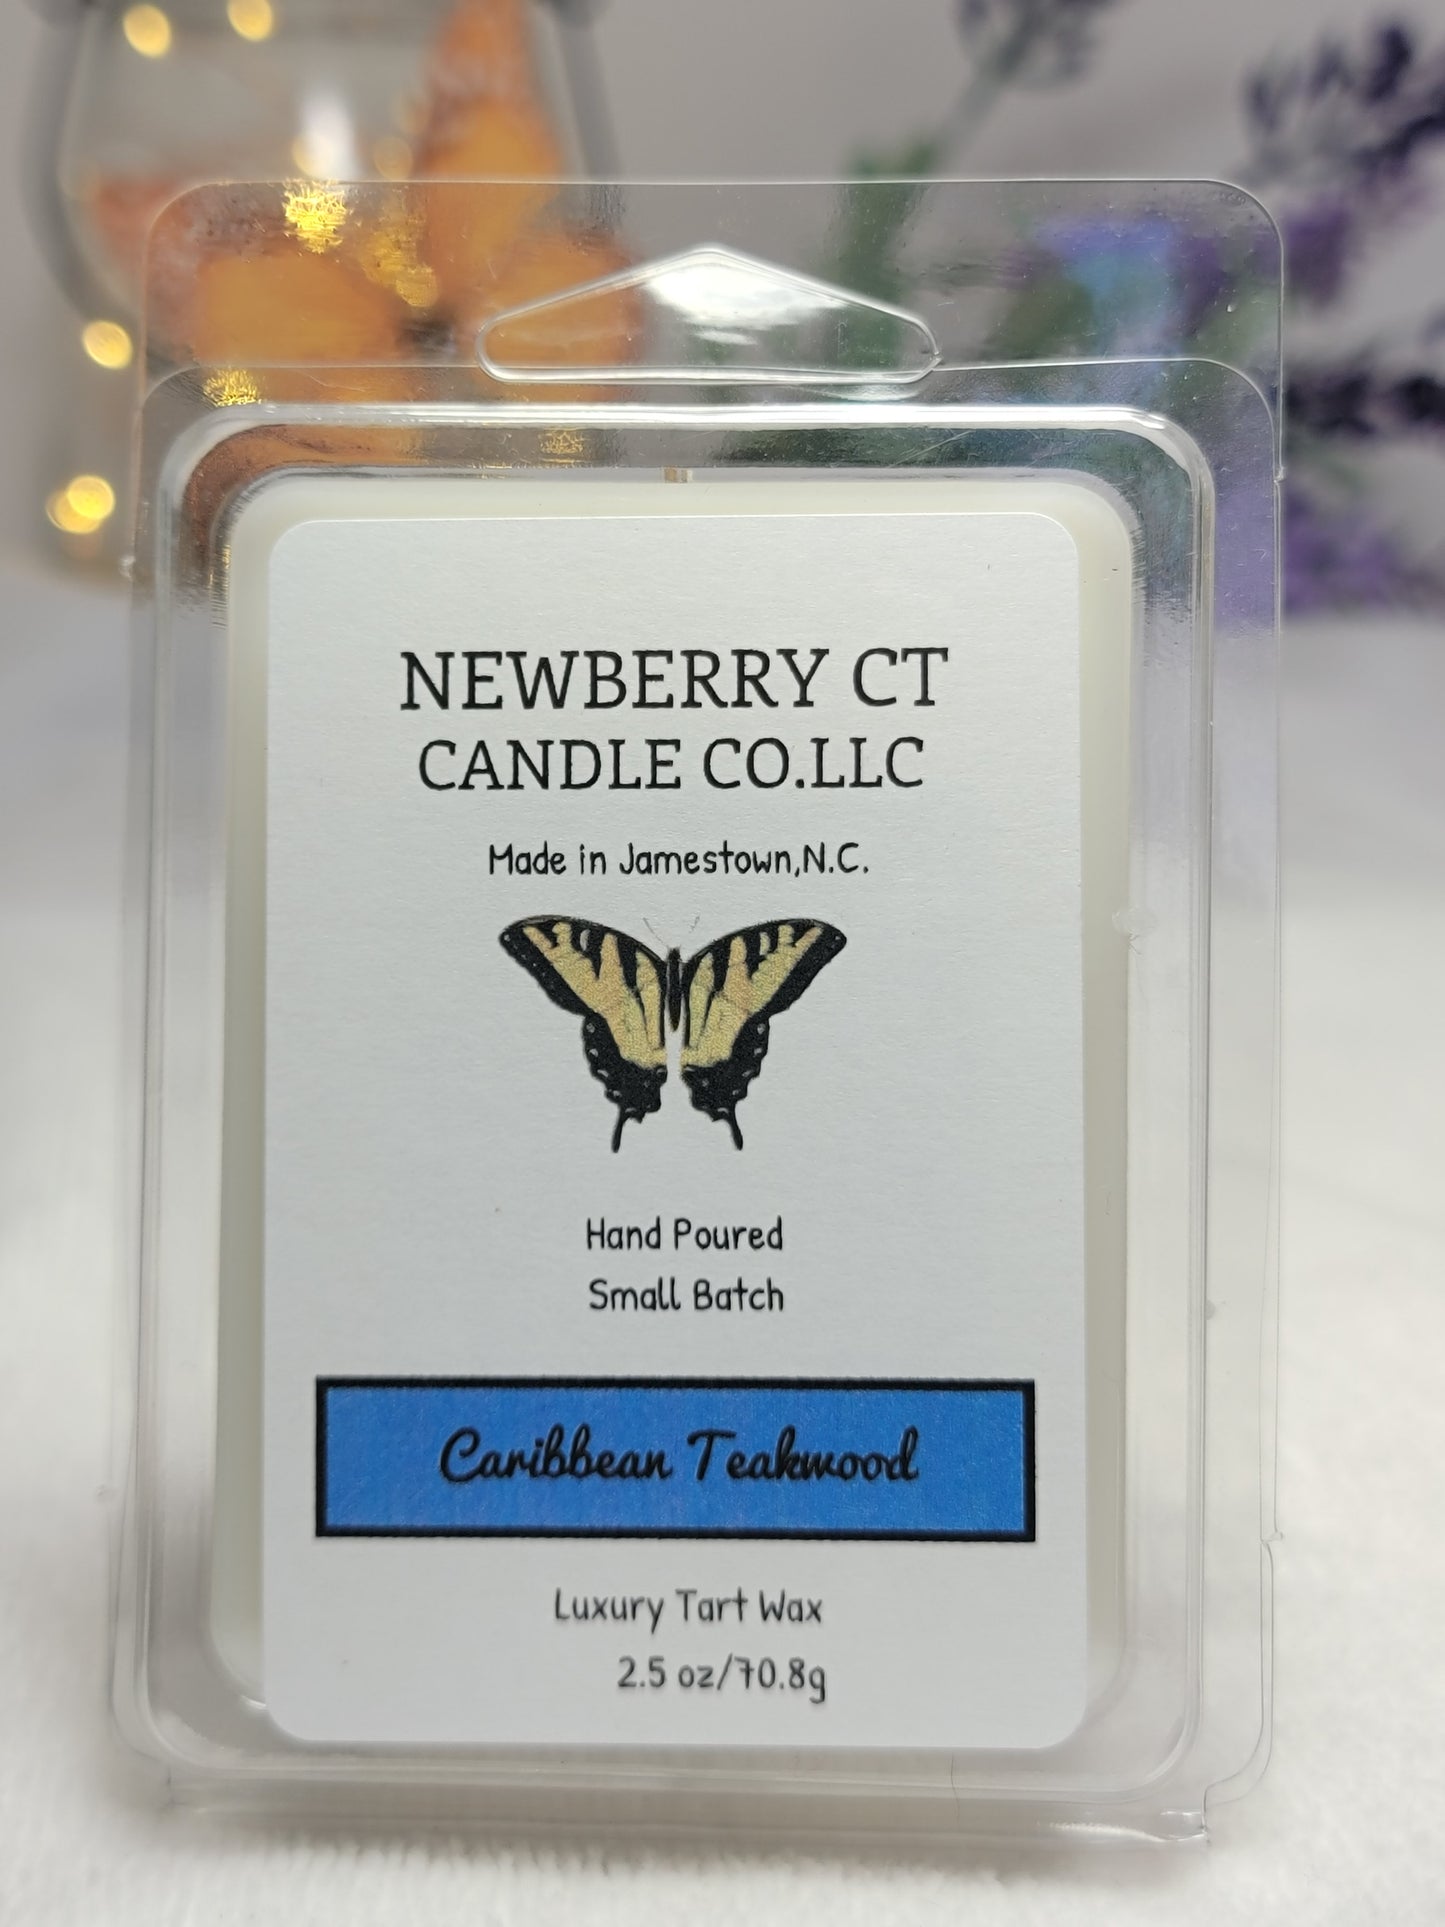 NEWBERRY CT
CANDLE CO.LLC
Made in Jamestown,N.C.
Hand Poured
Small Batch
Caribbean Teakwood
Luxury Tart Wax
2.5 oz/70.8g